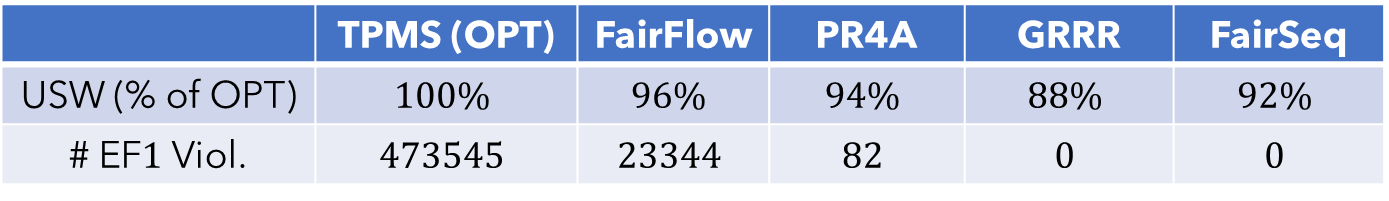 TPMS (OPT) FairFlow PR4A GRRR FairSeq
USW (% of OPT) 100% 96% 94% 88% 92%
# EF1 Viol. 473545 23344 82 0 0